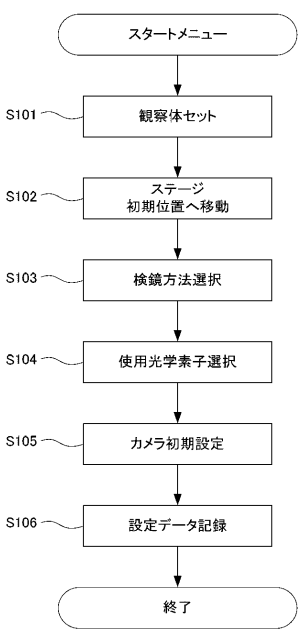 スタートメニュー
S101
観察体セット
S102
ステージ
初期位置へ移動
S103
検鏡方法選択
S104
使用光学素子選択
S105
カメラ初期設定
S106
設定データ記録
終了